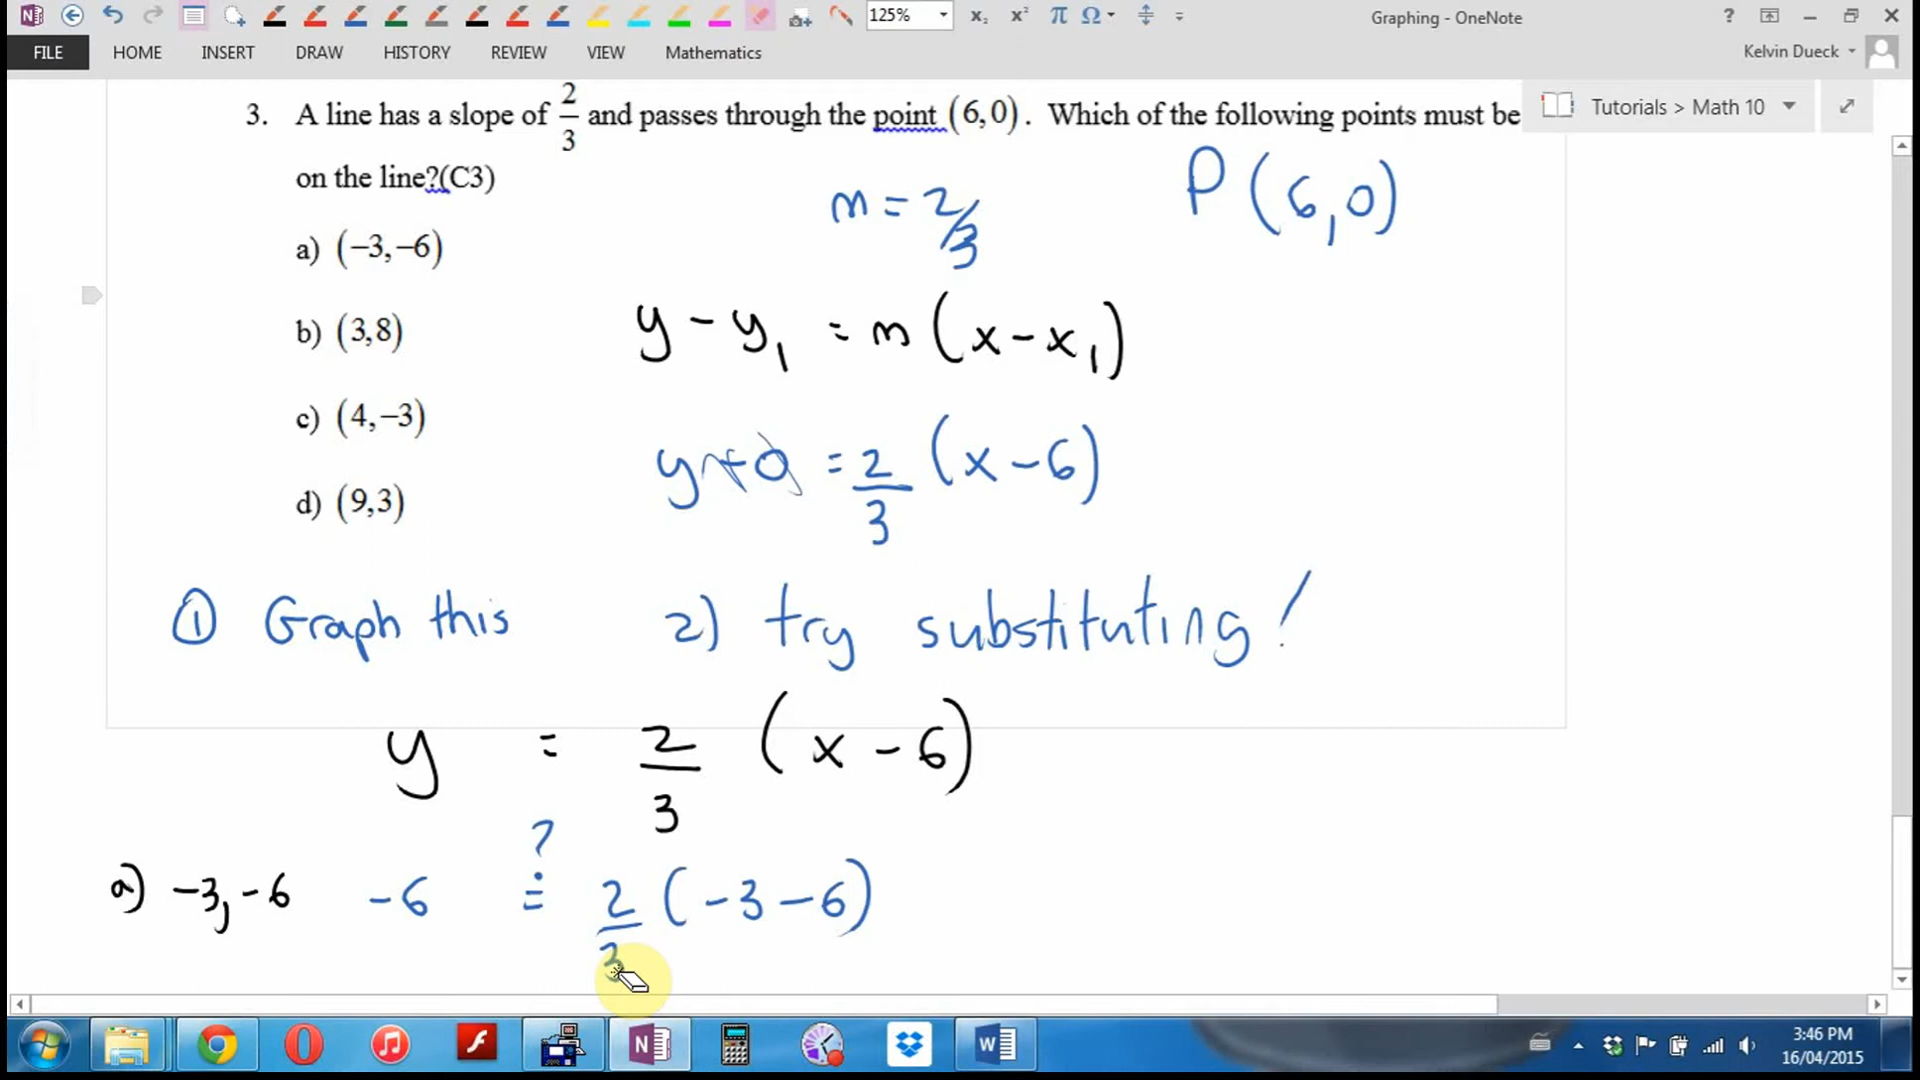 125% x₂ x² π Ω Graphing - OneNote ?
FILE HOME INSERT DRAW HISTORY REVIEW VIEW Mathematics Kelvin Dueck
Tutorials > Math 10
3. A line has a slope of 2/3 and passes through the point (6,0). Which of the following points must be
on the line?(C3)
m = 2/3 P (6,0)
a) (−3,−6)
b) (3,8)
y - y₁ = m (x - x₁)
c) (4,−3)
y + 0 = 2/3 (x - 6)
d) (9,3)
① Graph this 2) try substituting!
y = 2/3 (x - 6)
?
a) -3, -6 -6 = 2/3 (-3 - 6)
3:46 PM
16/04/2015